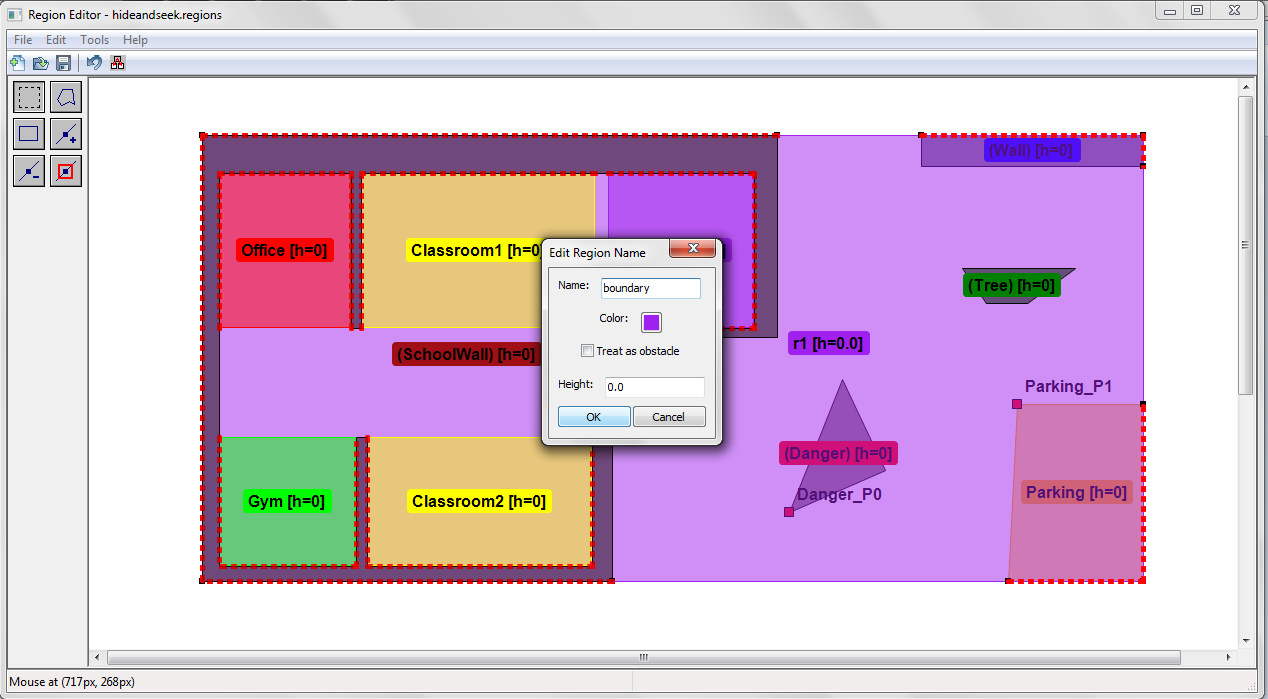 Region Editor - hideandseek.regions
File Edit Tools Help
(Wall) [h=0]
Office [h=0]
Classroom1 [h=0]
Edit Region Name
Name: boundary
Color:
Treat as obstacle
Height: 0.0
OK Cancel
(Tree) [h=0]
r1 [h=0.0]
(SchoolWall) [h=0]
Parking_P1
(Danger) [h=0]
Danger_P0
Parking [h=0]
Gym [h=0]
Classroom2 [h=0]
Mouse at (717px, 268px)